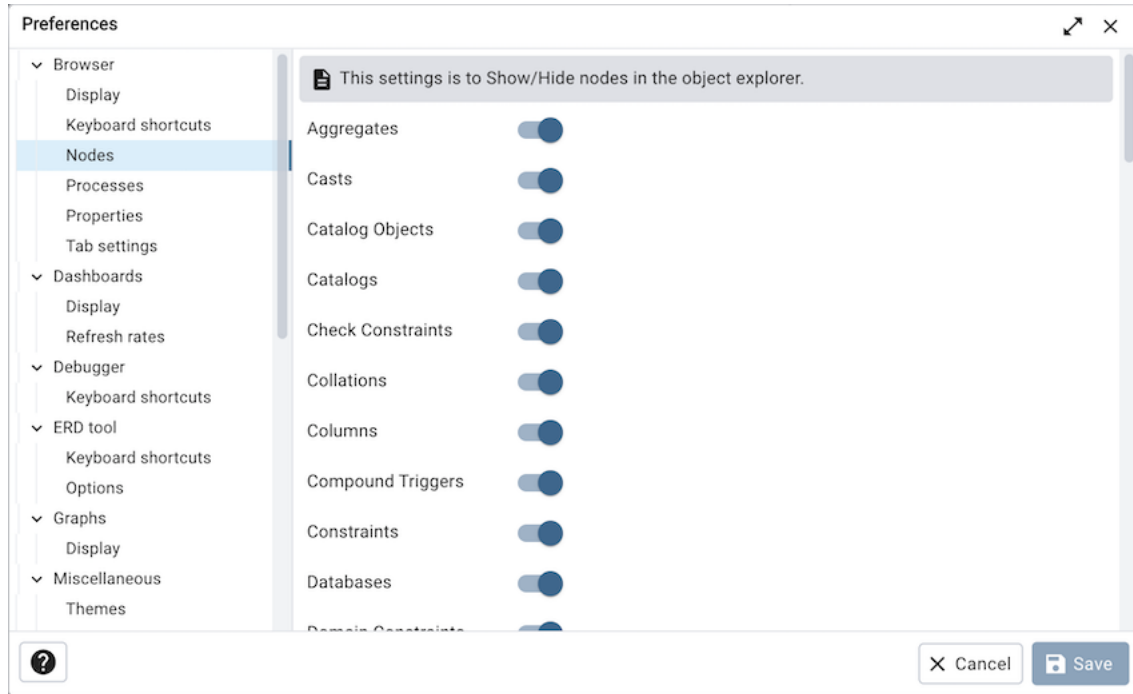 Preferences
Browser
Display
Keyboard shortcuts
Nodes
Processes
Properties
Tab settings
Dashboards
Display
Refresh rates
Debugger
Keyboard shortcuts
ERD tool
Keyboard shortcuts
Options
Graphs
Display
Miscellaneous
Themes
This settings is to Show/Hide nodes in the object explorer.
Aggregates
Casts
Catalog Objects
Catalogs
Check Constraints
Collations
Columns
Compound Triggers
Constraints
Databases
Domain Constraints
Cancel
Save